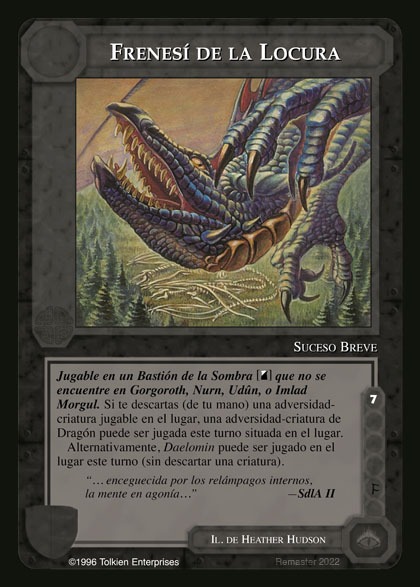 Frenesí de la Locura
Suceso Breve
Jugable en un Bastión de la Sombra [] que no se
encuentre en Gorgoroth, Nurn, Udûn, o Imlad
Morgul. Si te descartas (de tu mano) una adversidad-
criatura jugable en el lugar, una adversidad-criatura de
Dragón puede ser jugada este turno situada en el lugar.
Alternativamente, Daelomin puede ser jugado en el
lugar este turno (sin descartar una criatura).
"... enceguecida por los relámpagos internos,
la mente en agonía..." —SdlA II
7
Il. de Heather Hudson
©1996 Tolkien Enterprises
Remaster 2022